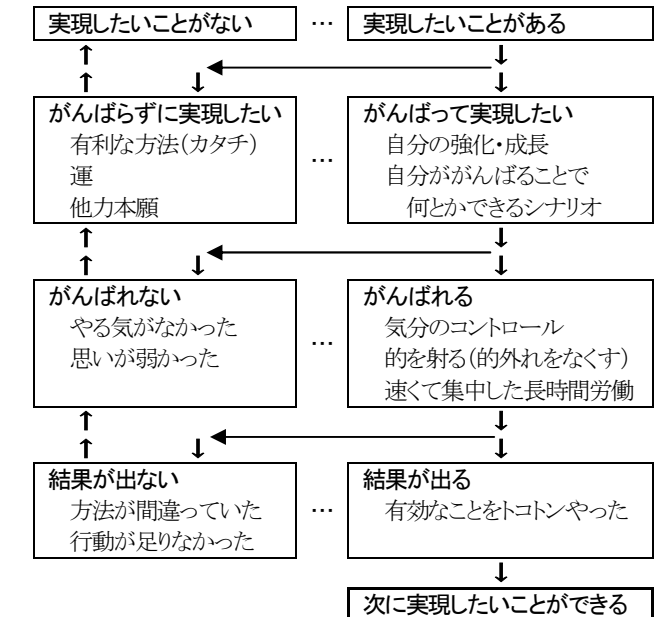 実現したいことがない … 実現したいことがある
がんばらずに実現したい
有利な方法(カタチ)
運
他力本願
…
がんばって実現したい
自分の強化・成長
自分ががんばることで
何とかできるシナリオ
がんばれない
やる気がなかった
思いが弱かった
…
がんばれる
気分のコントロール
的を射る(的外れをなくす)
速くて集中した長時間労働
結果が出ない
方法が間違っていた
行動が足りなかった
…
結果が出る
有効なことをトコトンやった
次に実現したいことができる